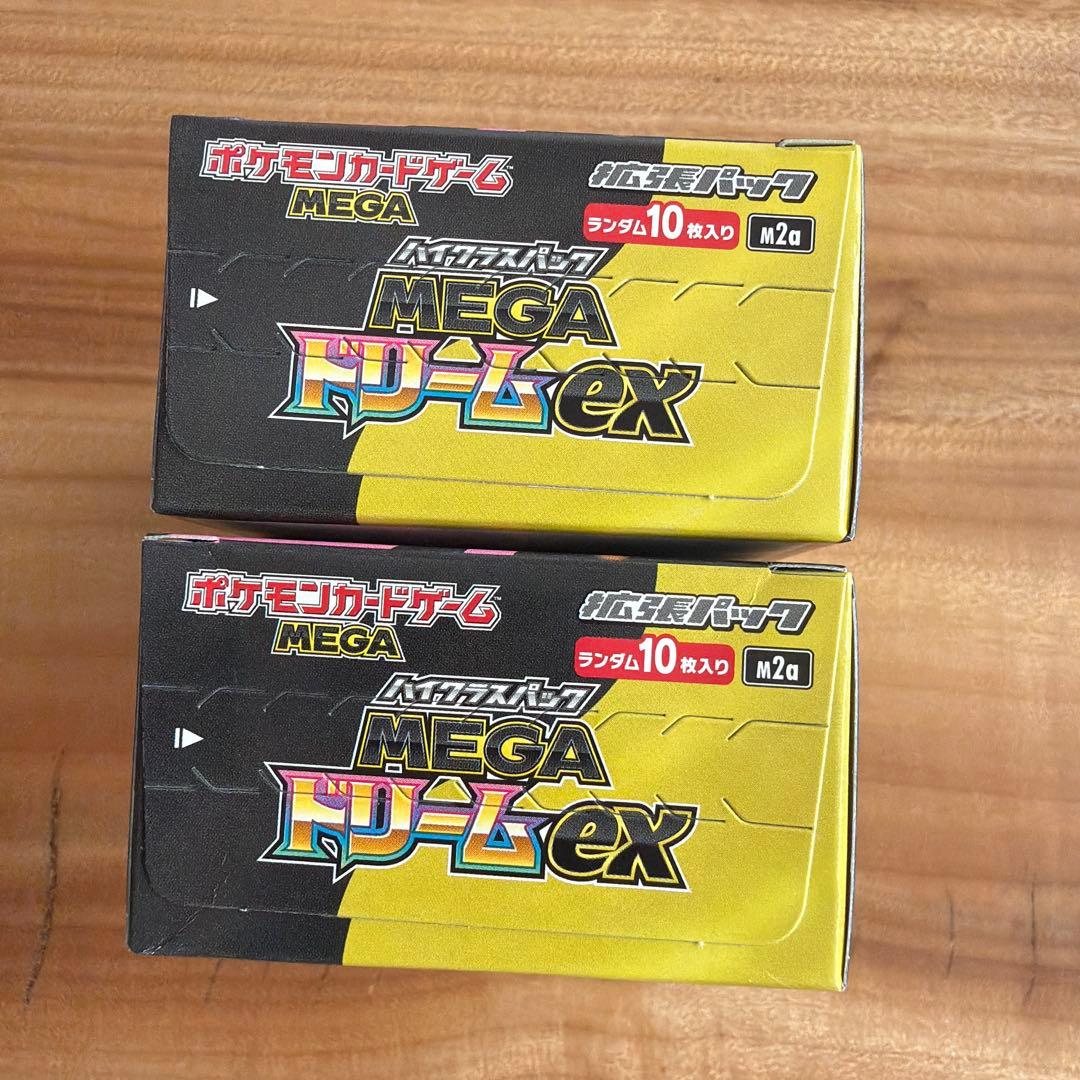 ポケモンカードゲーム™
MEGA
拡張パック
ランダム10枚入り M2a
ハイクラスパック
MEGA
ドリームex
ポケモンカードゲーム™
MEGA
拡張パック
ランダム10枚入り M2a
ハイクラスパック
MEGA
ドリームex